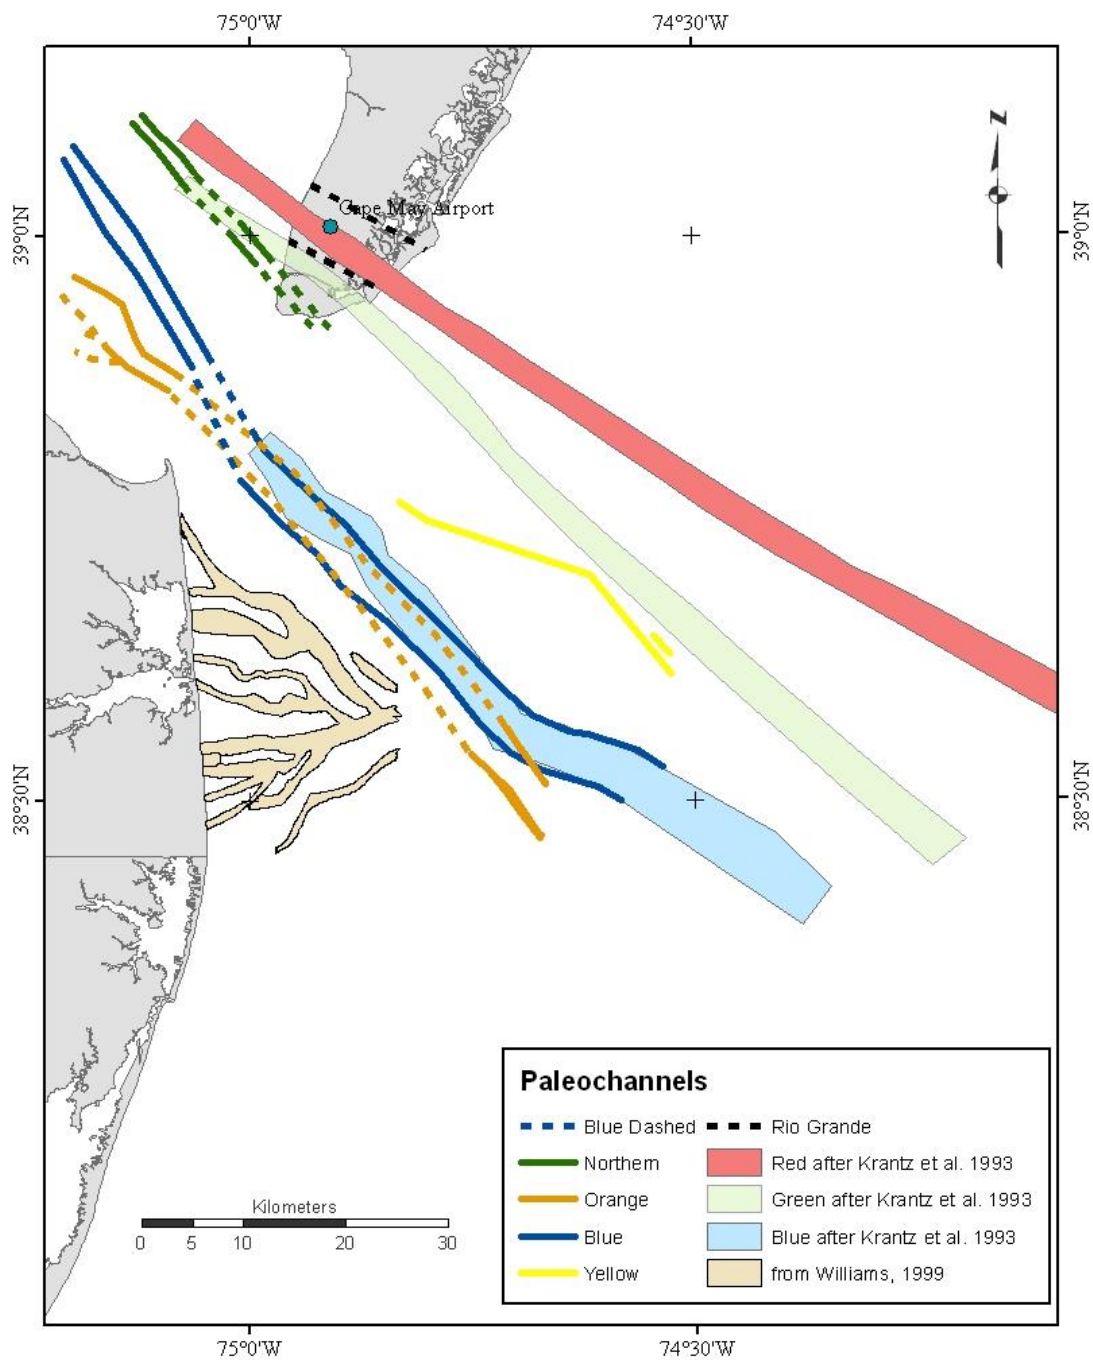 75°0'W 74°30'W
N
Cape May Airport
39°0'N 39°0'N
38°30'N 38°30'N
Paleochannels
Blue Dashed Rio Grande
Northern Red after Krantz et al. 1993
Orange Green after Krantz et al. 1993
Blue Blue after Krantz et al. 1993
Yellow from Williams, 1999
Kilometers
0 5 10 20 30
75°0'W 74°30'W